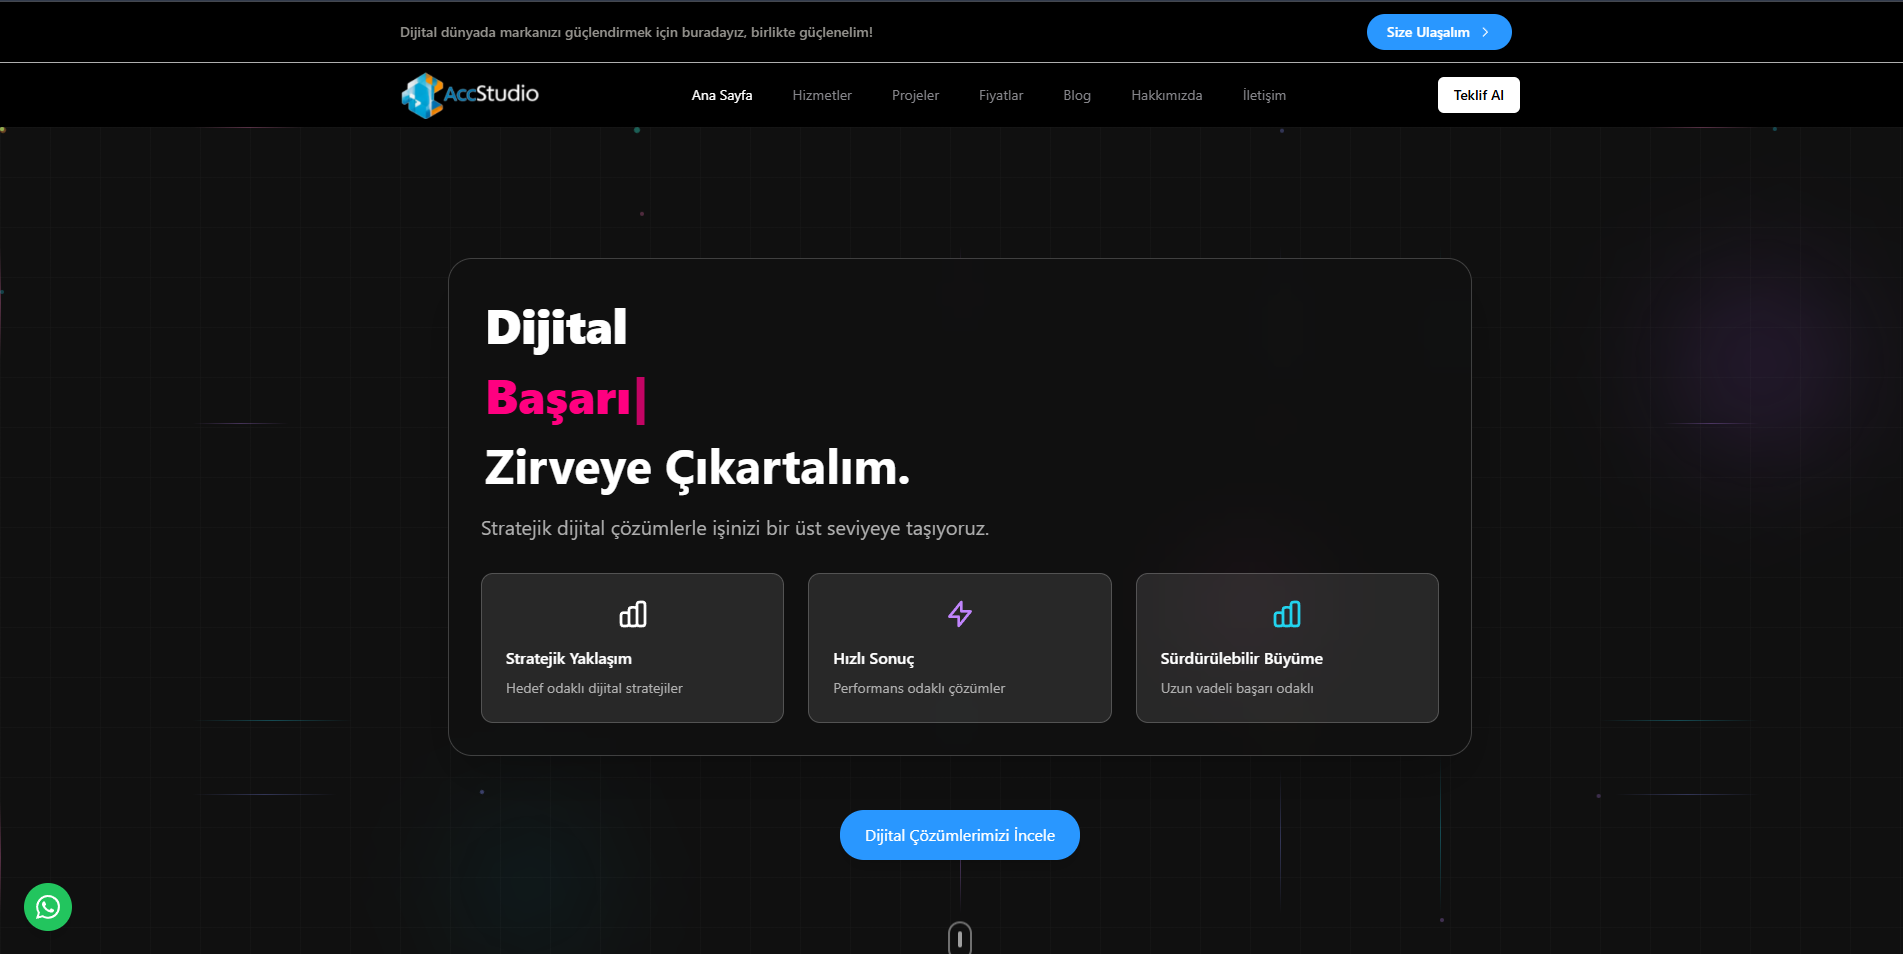 Dijital dünyada markanızı güçlendirmek için buradayız, birlikte güçlenelim!
Size Ulaşalım
AccStudio
Ana Sayfa
Hizmetler
Projeler
Fiyatlar
Blog
Hakkımızda
İletişim
Teklif Al
Dijital
Başarı|
Zirveye Çıkartalım.
Stratejik dijital çözümlerle işinizi bir üst seviyeye taşıyoruz.
Stratejik Yaklaşım
Hedef odaklı dijital stratejiler
Hızlı Sonuç
Performans odaklı çözümler
Sürdürülebilir Büyüme
Uzun vadeli başarı odaklı
Dijital Çözümlerimizi İncele